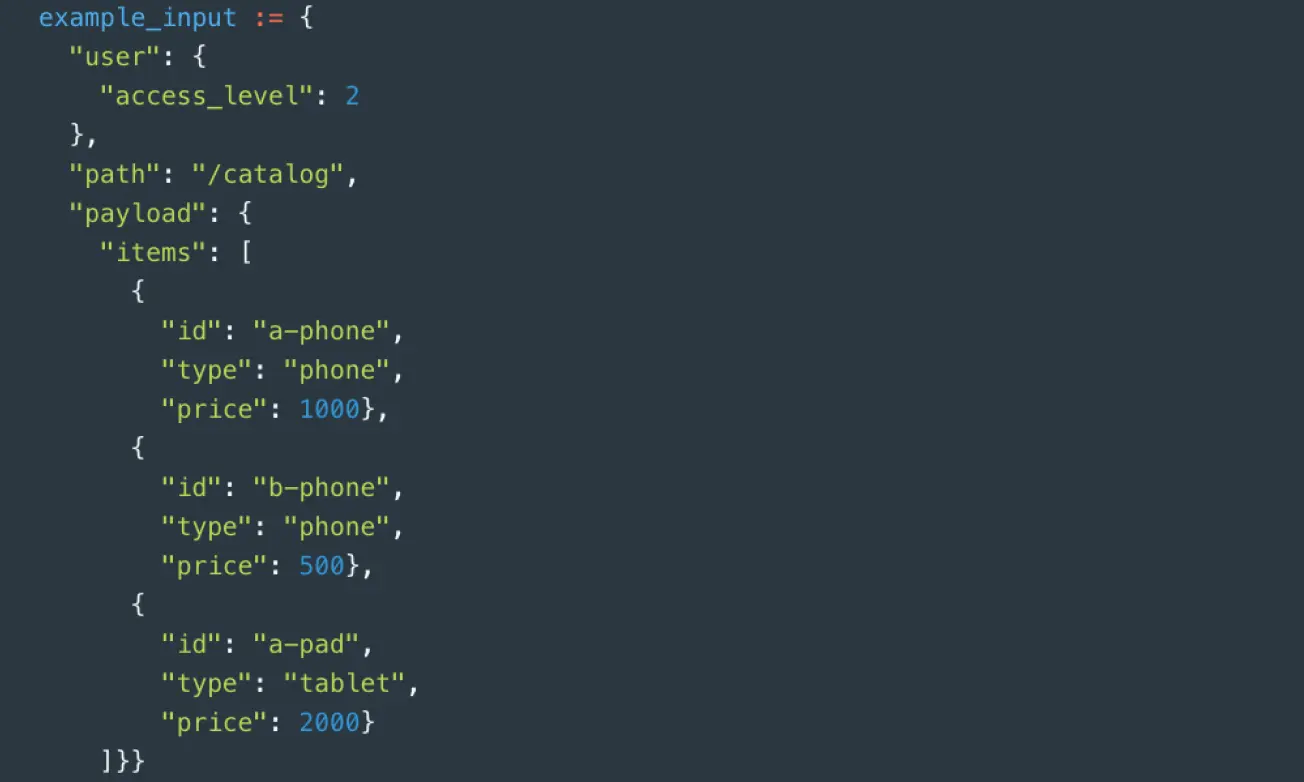 example_input := {
  "user": {
    "access_level": 2
  },
  "path": "/catalog",
  "payload": {
    "items": [
      {
        "id": "a-phone",
        "type": "phone",
        "price": 1000},
      {
        "id": "b-phone",
        "type": "phone",
        "price": 500},
      {
        "id": "a-pad",
        "type": "tablet",
        "price": 2000}
    ]}}